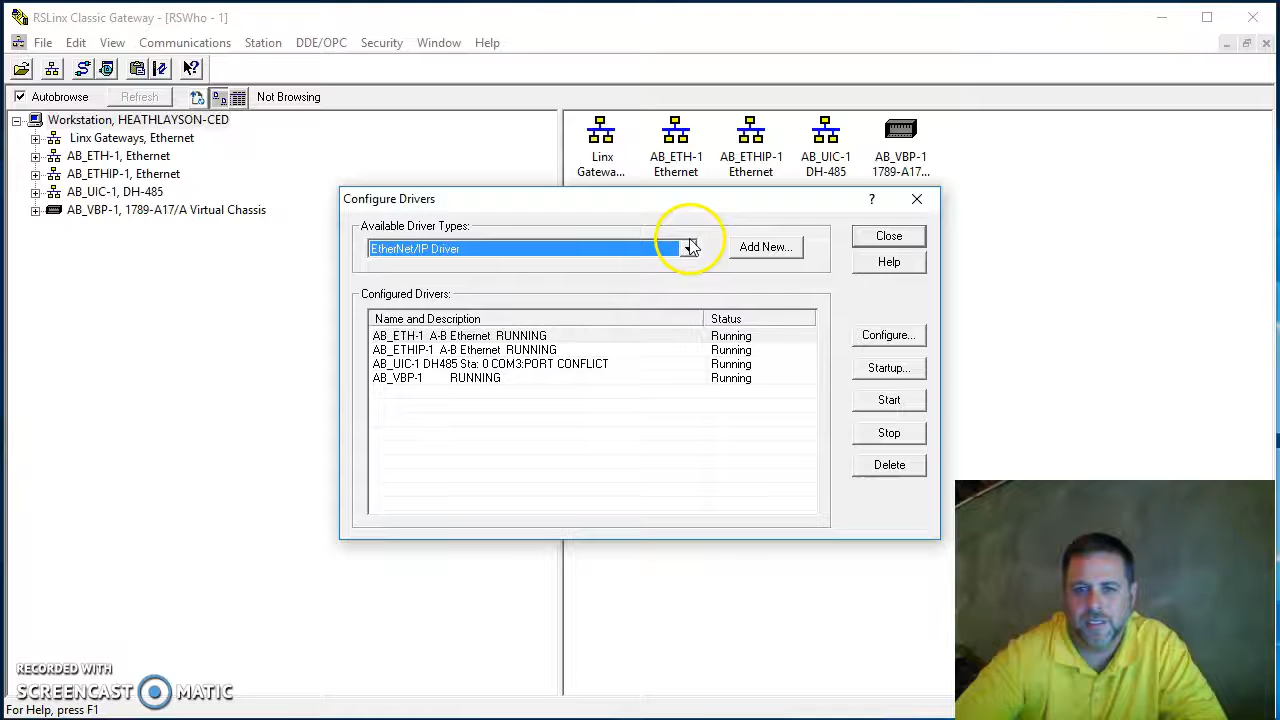 RSLinx Classic Gateway - [RSWho - 1]
File Edit View Communications Station DDE/OPC Security Window Help
Autobrowse Refresh Not Browsing
Workstation, HEATHLAYSON-CED
Linx Gateways, Ethernet
AB_ETH-1, Ethernet
AB_ETHIP-1, Ethernet
AB_UIC-1, DH-485
AB_VBP-1, 1789-A17/A Virtual Chassis
Linx Gatewa...
AB_ETH-1 Ethernet
AB_ETHIP-1 Ethernet
AB_UIC-1 DH-485
AB_VBP-1 1789-A17...
Configure Drivers
Available Driver Types:
EtherNet/IP Driver
Add New...
Close
Help
Configured Drivers:
Name and Description Status
AB_ETH-1 A-B Ethernet RUNNING Running
AB_ETHIP-1 A-B Ethernet RUNNING Running
AB_UIC-1 DH485 Sta: 0 COM3:PORT CONFLICT Running
AB_VBP-1 RUNNING Running
Configure...
Startup...
Start
Stop
Delete
RECORDED WITH
SCREENCAST MATIC
For Help, press F1